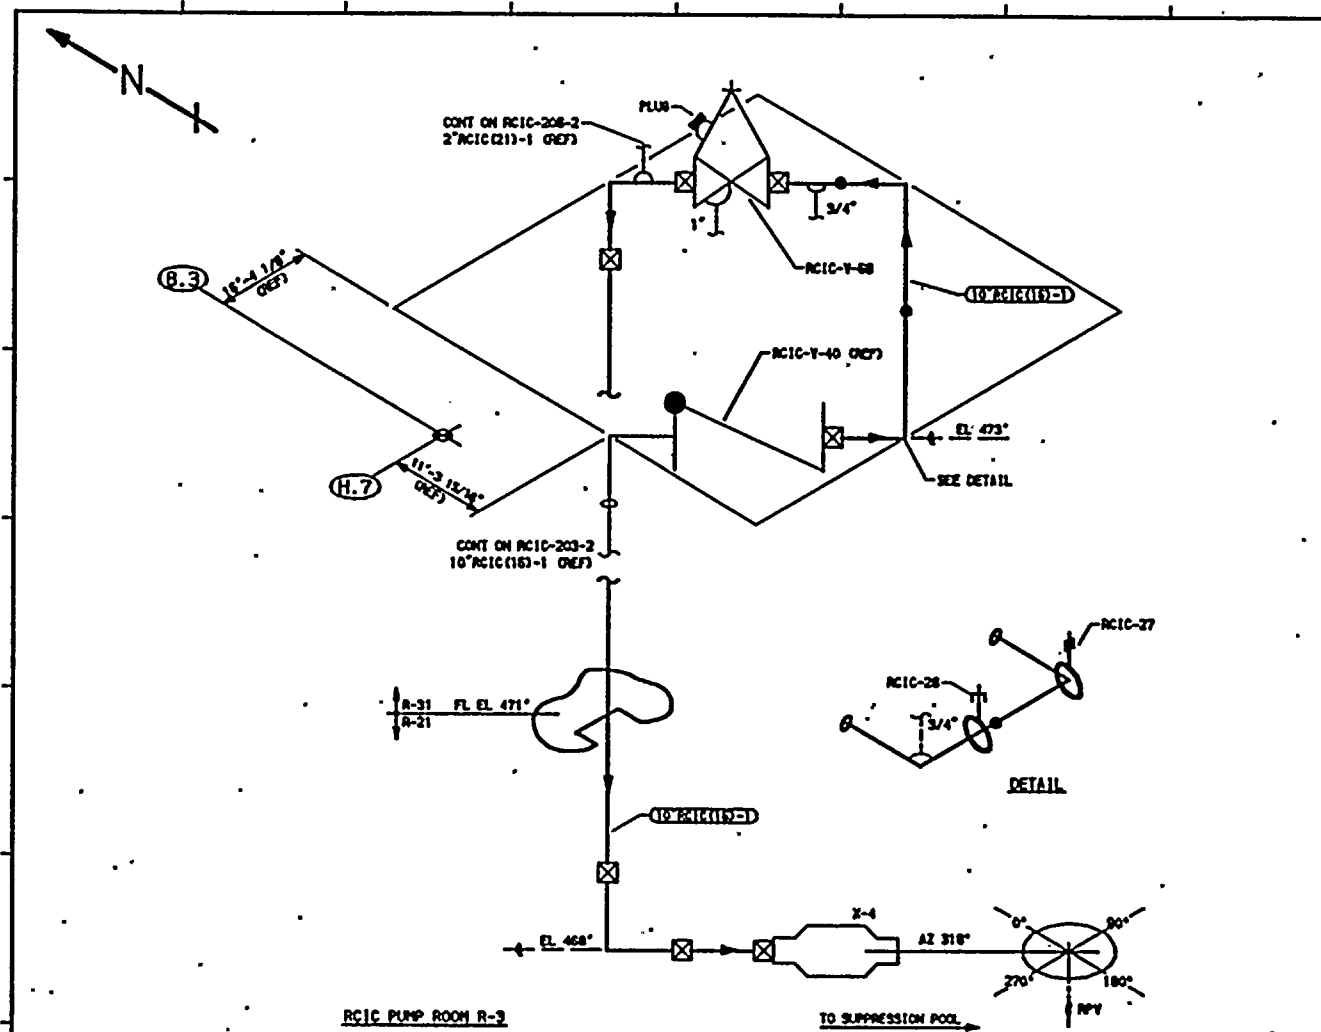 N
PLUG
CONT ON RCIC-206-2
2"RCIC(21)-1 (REF)
1"
3/4"
RCIC-V-68
B.3
(REF)
10"RCIC(16)-1
RCIC-V-40 (REF)
EL 473'
SEE DETAIL
H.7
(REF)
CONT ON RCIC-203-2
10"RCIC(16)-1 (REF)
RCIC-27
RCIC-28
3/4"
DETAIL
R-31 FL EL 471'
R-21
10"RCIC(16)-1
X-4
EL 468'
AZ 318°
0°
90°
270°
180°
RPV
RCIC PUMP ROOM R-3
TO SUPPRESSION POOL